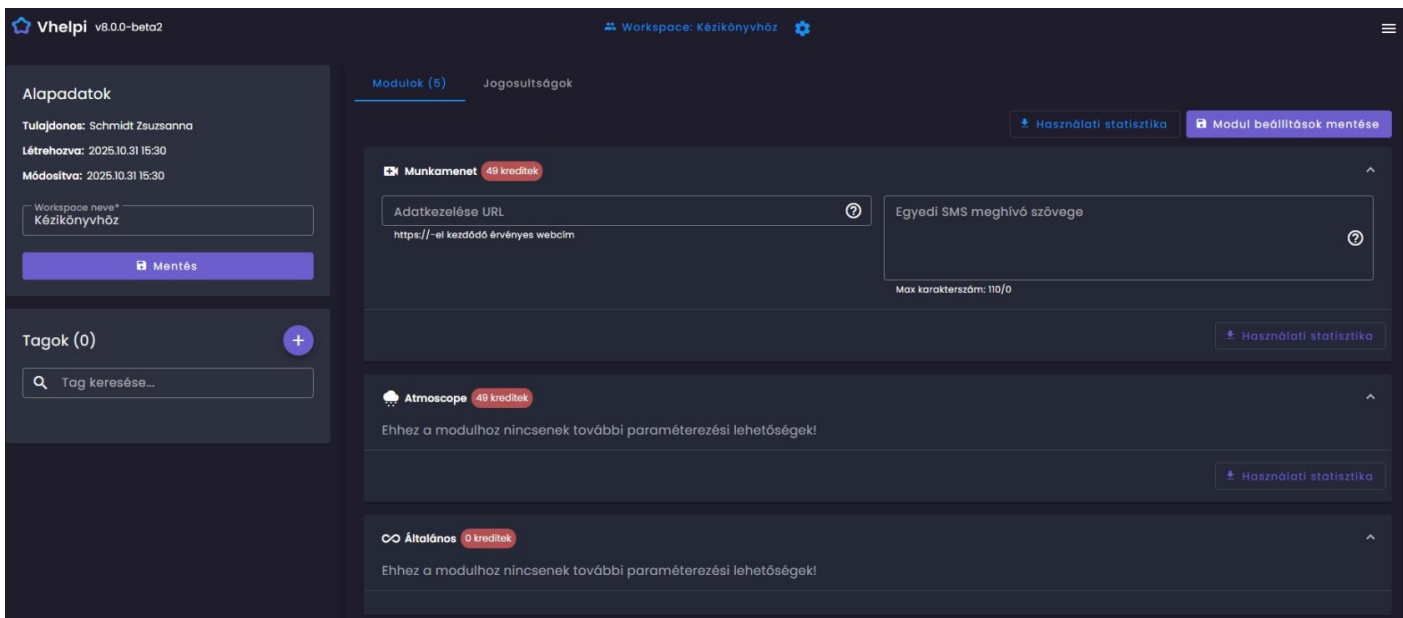 Vhelpi v8.0.0-beta2
Workspace: Kézikönyvhöz
Alapadatok
Tulajdonos: Schmidt Zsuzsanna
Létrehozva: 2025.10.31 15:30
Módosítva: 2025.10.31 15:30
Workspace neve*
Kézikönyvhöz
Mentés
Tagok (0)
+
Tag keresése...
Modulok (5)
Jogosultságok
Használati statisztika
Modul beállítások mentése
Munkamenet 49 kreditek
Adatkezelése URL
https://-el kezdődő érvényes webcím
Egyedi SMS meghívó szövege
Max karakterszám: 110/0
Használati statisztika
Atmoscope 49 kreditek
Ehhez a modulhoz nincsenek további paraméterezési lehetőségek!
Használati statisztika
Általános 0 kreditek
Ehhez a modulhoz nincsenek további paraméterezési lehetőségek!